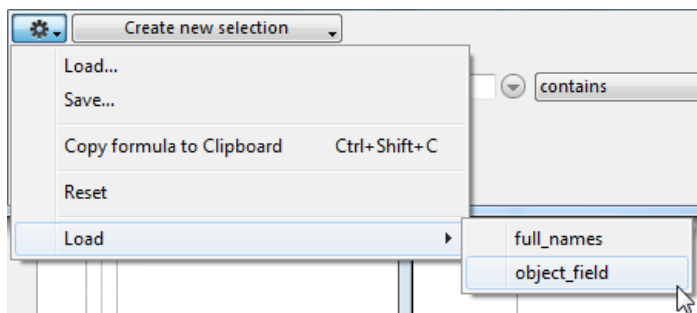 Create new selection
Load...
Save...
contains
Copy formula to Clipboard Ctrl+Shift+C
Reset
Load
full_names
object_field